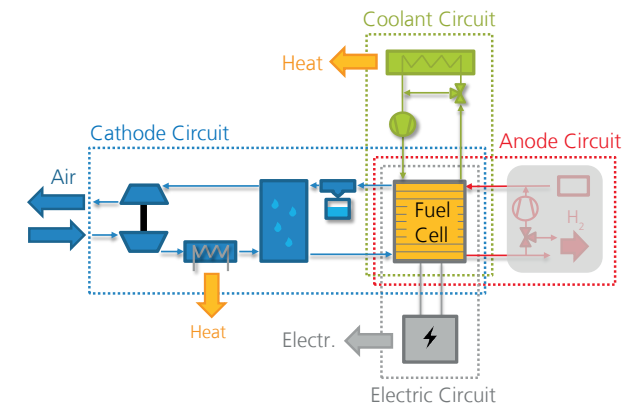 Coolant Circuit
Heat
Cathode Circuit
Anode Circuit
Air
Fuel
Cell
H2
Heat
Electr.
Electric Circuit